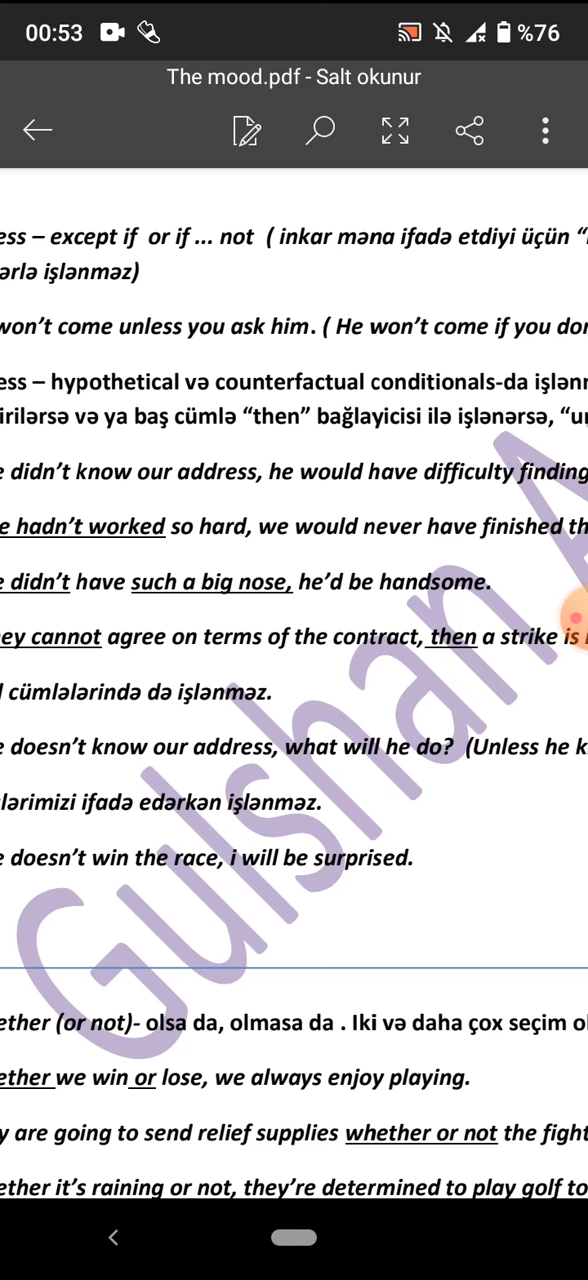 00:53 %76
The mood.pdf - Salt okunur
ess – except if or if ... not ( inkar məna ifadə etdiyi üçün “
ərlə işlənməz)
won’t come unless you ask him. ( He won’t come if you don
ess – hypothetical və counterfactual conditionals-da işlənm
irilərsə və ya baş cümlə “then” bağlayicisi ilə işlənərsə, “un
e didn’t know our address, he would have difficulty finding
e hadn’t worked so hard, we would never have finished th
e didn’t have such a big nose, he’d be handsome.
ey cannot agree on terms of the contract, then a strike is
l cümlələrində də işlənməz.
e doesn’t know our address, what will he do? (Unless he k
lərimizi ifadə edərkən işlənməz.
e doesn’t win the race, i will be surprised.
Gulshan A
ether (or not)- olsa da, olmasa da . Iki və daha çox seçim ol
ether we win or lose, we always enjoy playing.
y are going to send relief supplies whether or not the fight
ether it’s raining or not, they’re determined to play golf to